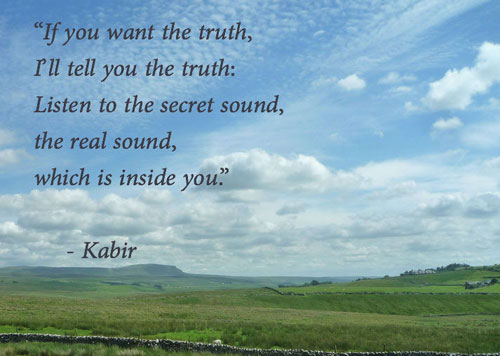 “If you want the truth,
I’ll tell you the truth:
Listen to the secret sound,
the real sound,
which is inside you.”
- Kabir